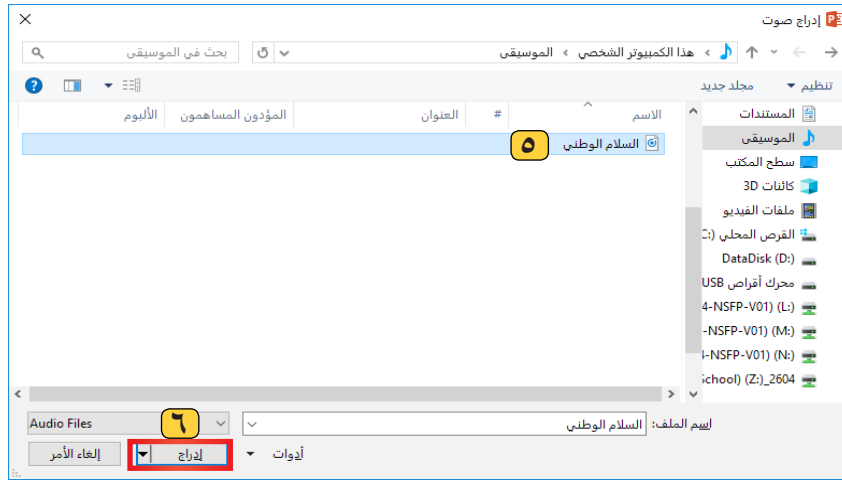 إدراج صوت
هذا الكمبيوتر الشخصي › الموسيقى
بحث في الموسيقى
تنظيم
مجلد جديد
الاسم
#
العنوان
المؤدون المساهمون
الألبوم
السلام الوطني
٥
المستندات
الموسيقى
سطح المكتب
كائنات 3D
ملفات الفيديو
القرص المحلي (C:
DataDisk (D:)
محرك أقراص USB
4-NSFP-V01) (L:)
-NSFP-V01) (M:)
4-NSFP-V01) (N:)
School) (Z:)_2604
اسم الملف: السلام الوطني
Audio Files
٦
أدوات
إدراج
إلغاء الأمر